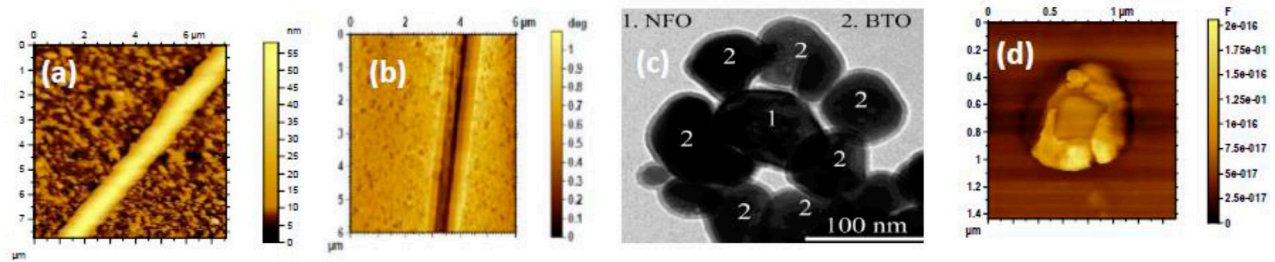 0 2 4 6 µm
0
1
2
3
4
5
6
7
µm
(a)
nm
55
50
45
40
35
30
25
20
15
10
5
0
0 2 4 6 µm
0
1
2
3
4
5
6
µm
(b)
deg
1
0.9
0.8
0.7
0.6
0.5
0.4
0.3
0.2
0.1
0
1. NFO 2. BTO
(c)
2 2
2
1
2
2
2 2
100 nm
0 0.5 1 µm
0
0.2
0.4
0.6
0.8
1
1.2
1.4
µm
(d)
F
2e-016
1.75e-01
1.5e-01
1.25e-01
1e-016
7.5e-017
5e-017
2.5e-017
0